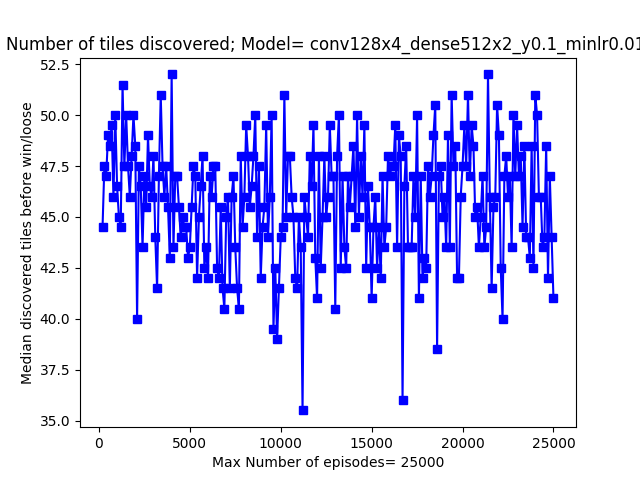 Number of tiles discovered; Model= conv128x4_dense512x2_y0.1_minlr0.01
Median discovered tiles before win/loose
52.5
50.0
47.5
45.0
42.5
40.0
37.5
35.0
0 5000 10000 15000 20000 25000
Max Number of episodes= 25000